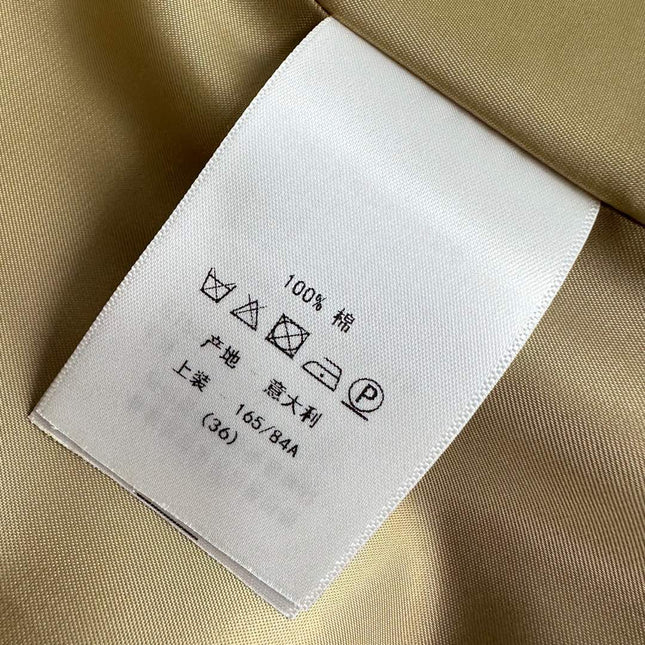 100% 棉
P
产地 - 意大利
上装 - 165/84A
(36)